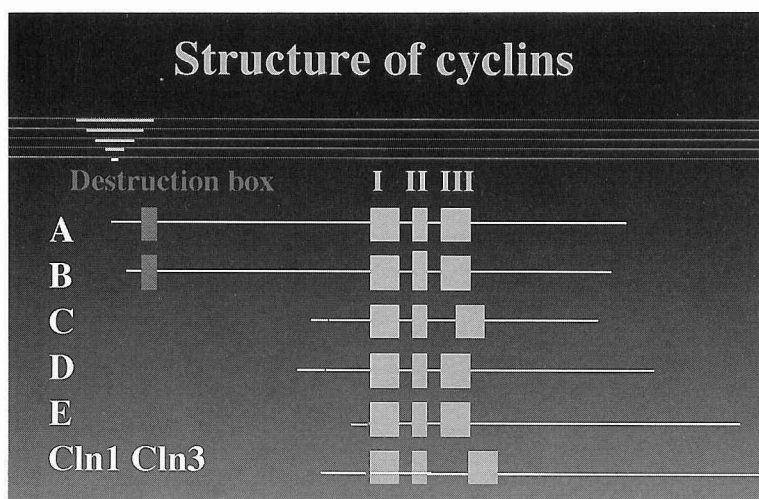 Structure of cyclins
Destruction box I II III
A
B
C
D
E
Cln1 Cln3